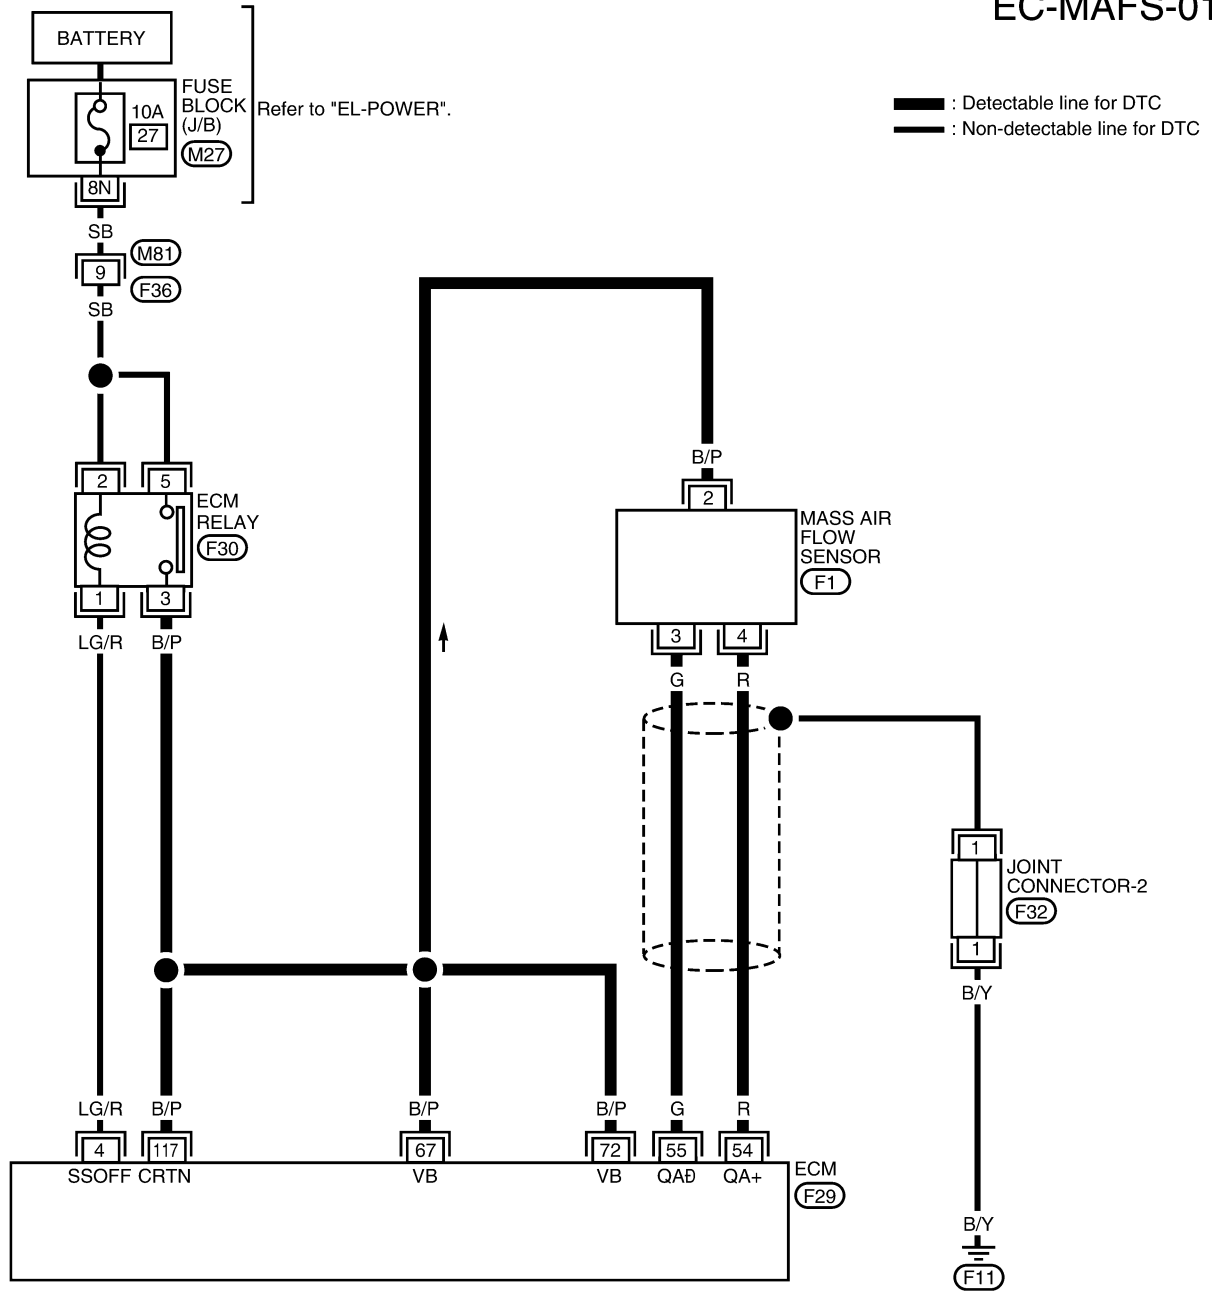 EC-MAFS-01
BATTERY
FUSE
BLOCK
(J/B)
M27
10A
27
Refer to "EL-POWER".
: Detectable line for DTC
: Non-detectable line for DTC
8N
SB
M81
9
F36
SB
2
5
ECM
RELAY
F30
1
3
LG/R
B/P
B/P
2
MASS AIR
FLOW
SENSOR
F1
3
4
G
R
1
JOINT
CONNECTOR-2
F32
1
B/Y
LG/R
B/P
B/P
B/P
G
R
4
117
67
72
55
54
SSOFF
CRTN
VB
VB
QAÐ
QA+
ECM
F29
B/Y
F11